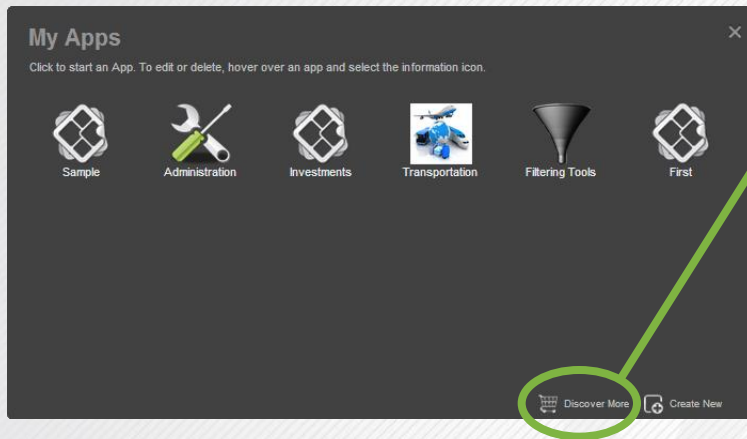 My Apps
Click to start an App. To edit or delete, hover over an app and select the information icon.
Sample Administration Investments Transportation Filtering Tools First
Discover More Create New